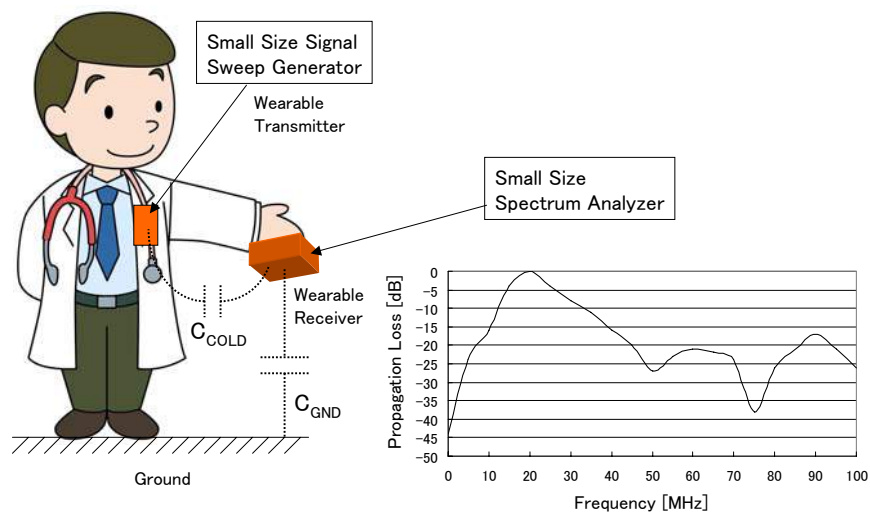 Small Size Signal
Sweep Generator
Wearable
Transmitter
Small Size
Spectrum Analyzer
Wearable
Receiver
C_COLD
C_GND
Ground
Propagation Loss [dB]
0
-5
-10
-15
-20
-25
-30
-35
-40
-45
-50
0 10 20 30 40 50 60 70 80 90 100
Frequency [MHz]